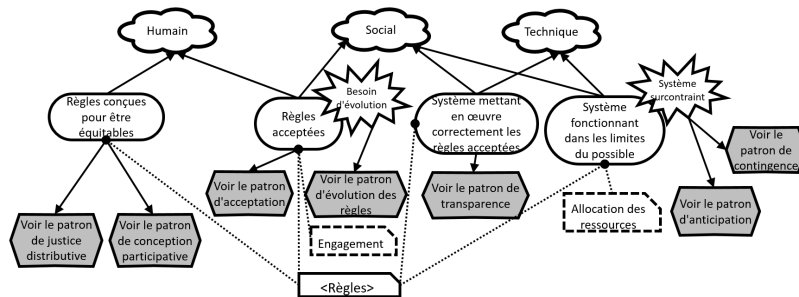 Humain
Social
Technique
Règles conçues
pour être
équitables
Règles
acceptées
Besoin
d'évolution
Système mettant
en œuvre
correctement les
règles acceptées
Système
fonctionnant
dans les limites
du possible
Système
surcontraint
Voir le
patron de
contingence
Voir le patron
d'acceptation
Voir le patron
d'évolution des
règles
Voir le patron de
transparence
Allocation des
ressources
Voir le patron
d'anticipation
Voir le patron
de justice
distributive
Voir le patron
de conception
participative
Engagement
<Règles>